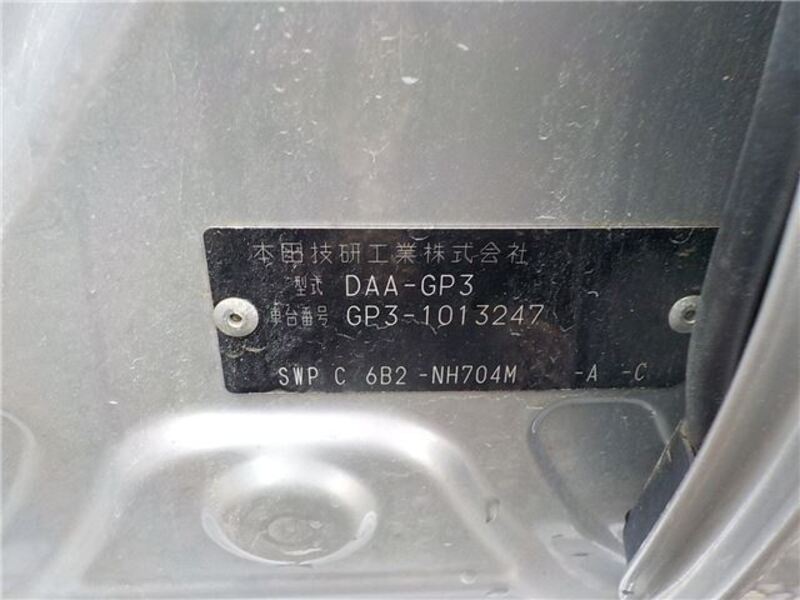 本田技研工業株式会社
型式 DAA-GP3
車台番号 GP3-1013247
SWP C 6B2 -NH704M -A -C